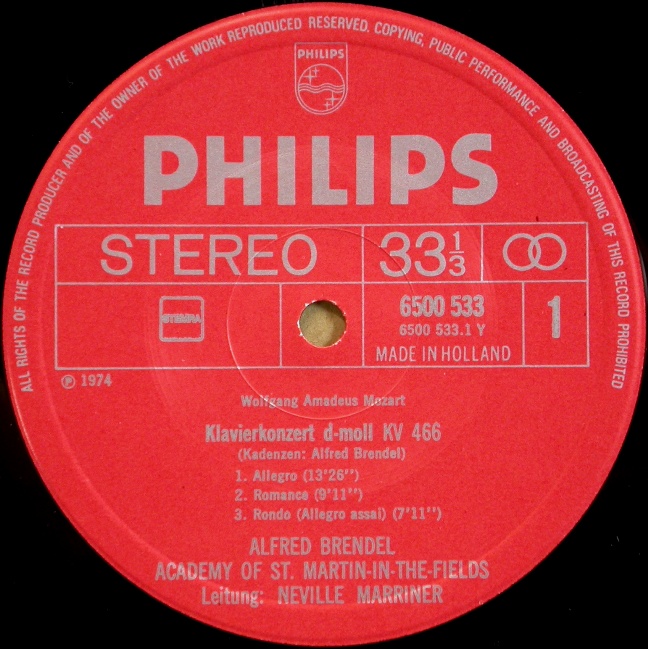 ALL RIGHTS OF THE RECORD PRODUCER AND OF THE OWNER OF THE WORK REPRODUCED RESERVED. COPYING, PUBLIC PERFORMANCE AND BROADCASTING OF THIS RECORD PROHIBITED
PHILIPS
PHILIPS
STEREO 33 1/3
STEMRA 6500 533 1
6500 533.1 Y
MADE IN HOLLAND
℗ 1974
Wolfgang Amadeus Mozart
Klavierkonzert d-moll KV 466
(Kadenzen: Alfred Brendel)
1. Allegro (13'26'')
2. Romance (9'11'')
3. Rondo (Allegro assai) (7'11'')
ALFRED BRENDEL
ACADEMY OF ST. MARTIN-IN-THE-FIELDS
Leitung: NEVILLE MARRINER